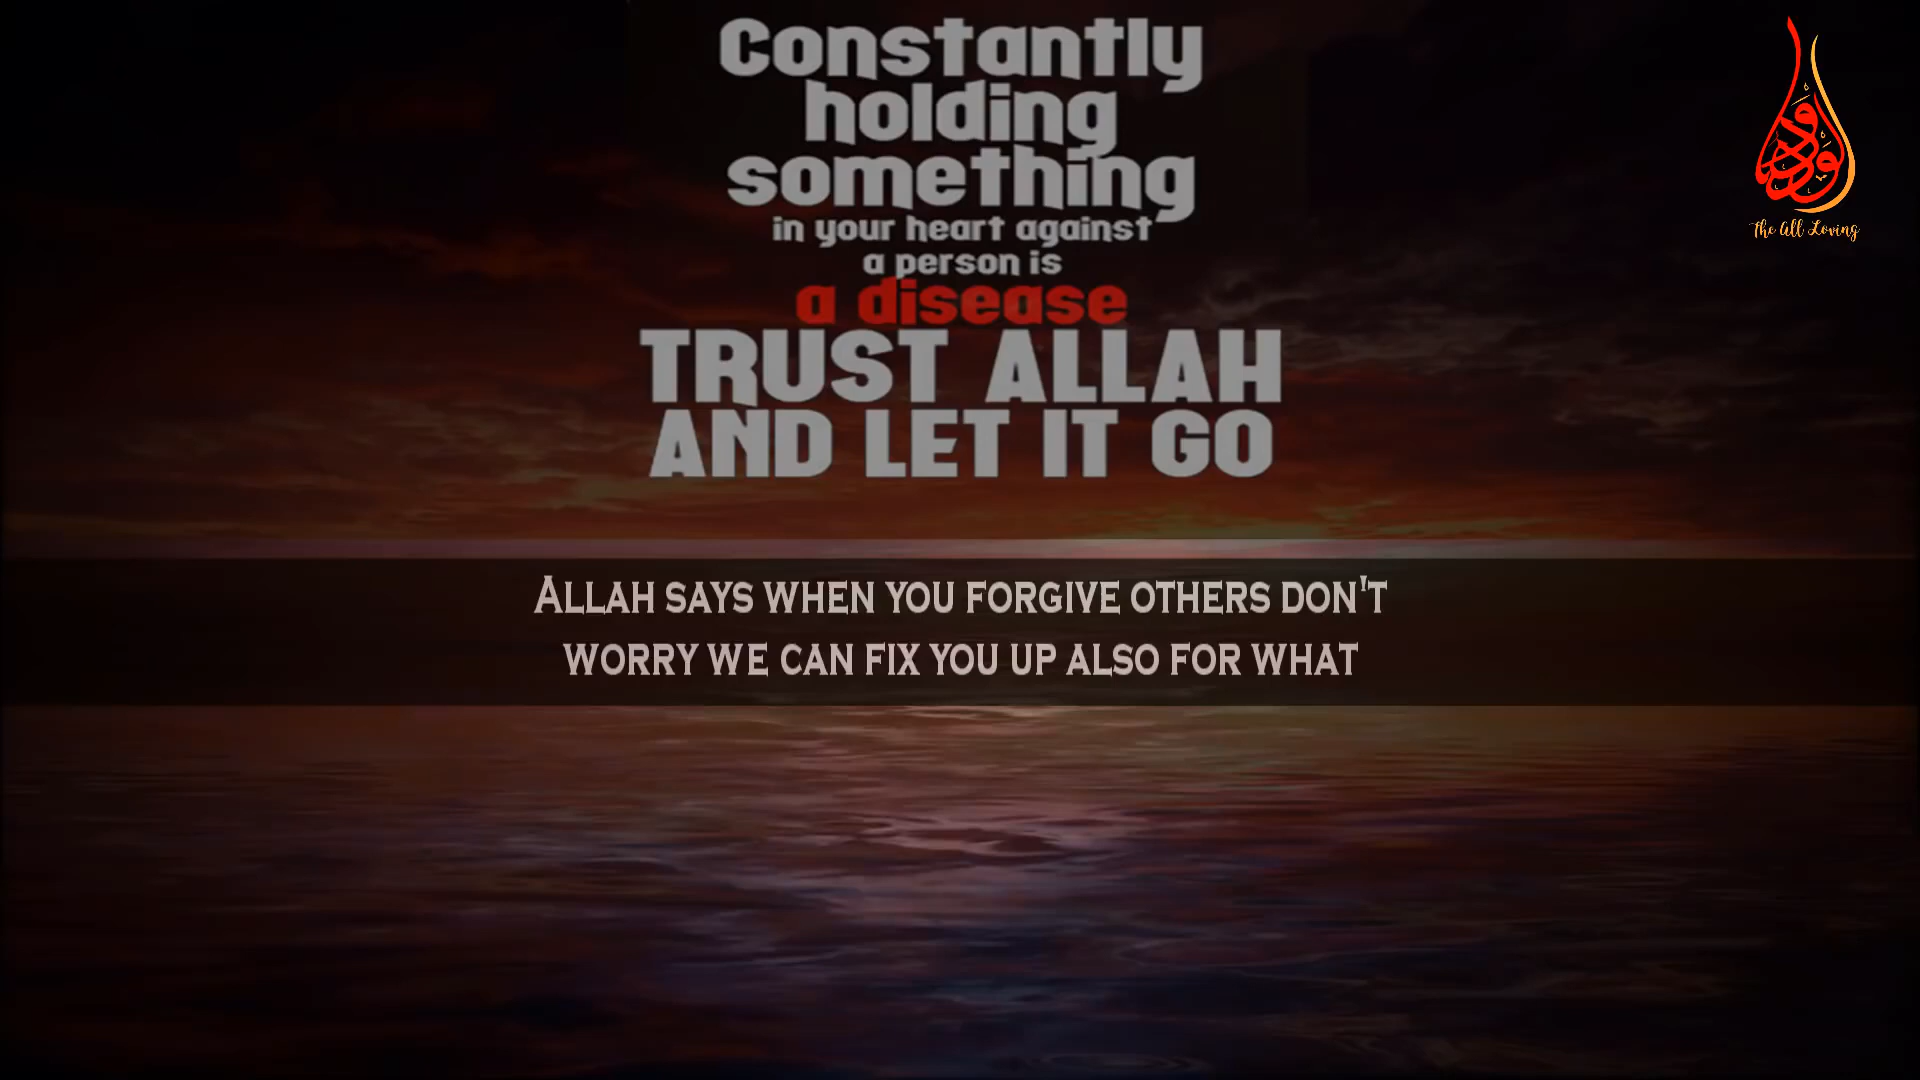 Constantly
holding
something
in your heart against
a person is
a disease
TRUST ALLAH
AND LET IT GO
The All Loving
ALLAH SAYS WHEN YOU FORGIVE OTHERS DON'T
WORRY WE CAN FIX YOU UP ALSO FOR WHAT